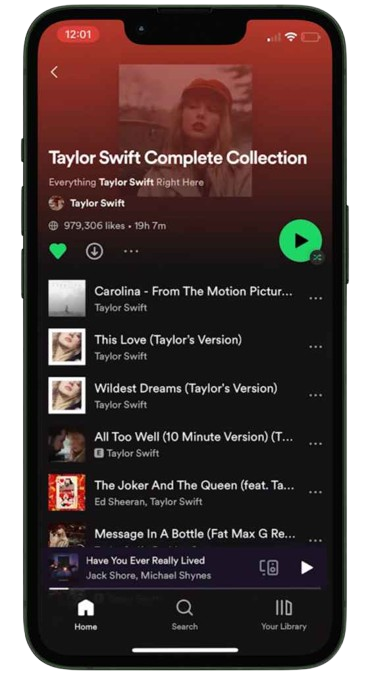 12:01
Taylor Swift Complete Collection
Everything Taylor Swift Right Here
Taylor Swift
979,306 likes • 19h 7m
Carolina - From The Motion Pictur...
Taylor Swift
This Love (Taylor's Version)
Taylor Swift
Wildest Dreams (Taylor's Version)
Taylor Swift
All Too Well (10 Minute Version) (T...
E Taylor Swift
The Joker And The Queen (feat. Ta...
Ed Sheeran, Taylor Swift
Message In A Bottle (Fat Max G Re...
Have You Ever Really Lived
Jack Shore, Michael Shynes
Home
Search
Your Library